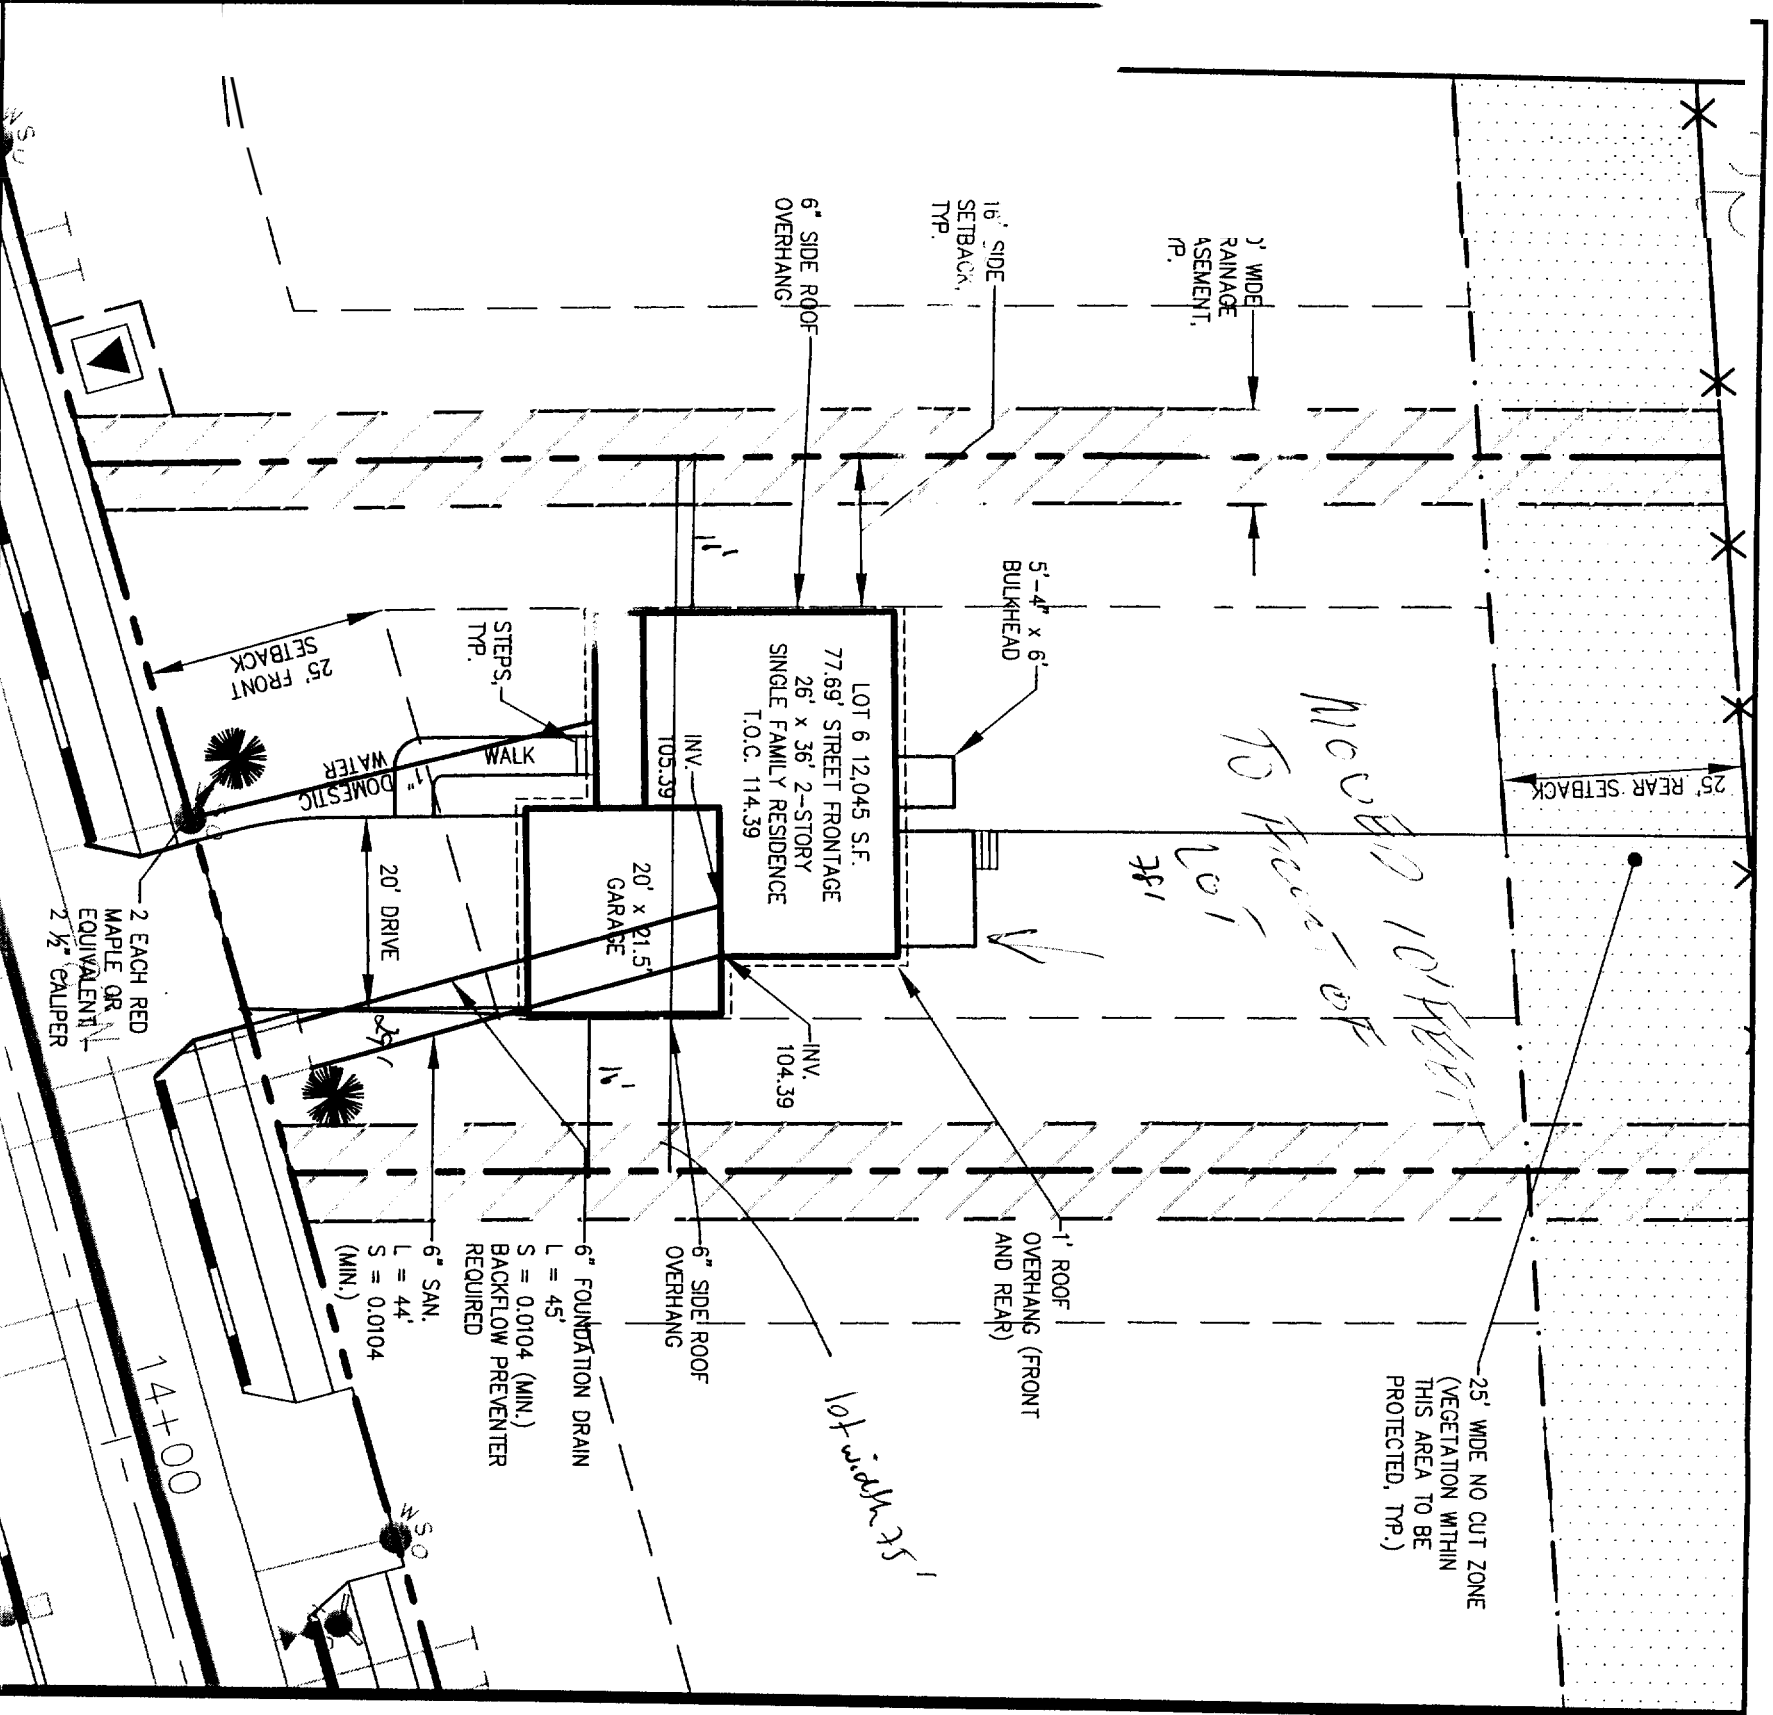 25' WIDE NO CUT ZONE
(VEGETATION WITHIN
THIS AREA TO BE
PROTECTED, TYP.)
25' REAR SETBACK
MOVED 10 FEET
TO FRONT OF
LOT
78'
)' WIDE
RAINAGE
ASEMENT,
YP.
16' SIDE
SETBACK,
TYP.
6" SIDE ROOF
OVERHANG
5'-4" x 6'
BULKHEAD
1' ROOF
OVERHANG (FRONT
AND REAR)
LOT 6 12,045 S.F.
77.69' STREET FRONTAGE
26' x 36' 2-STORY
SINGLE FAMILY RESIDENCE
T.O.C. 114.39
16'
INV.
105.39
INV.
104.39
20' x 21.5'
GARAGE
STEPS,
TYP.
WALK
16'
6" SIDE ROOF
OVERHANG
lot width 75'
25' FRONT
SETBACK
1"
DOMESTIC
WATER
20' DRIVE
29'
6" FOUNDATION DRAIN
L = 45'
S = 0.0104 (MIN.)
BACKFLOW PREVENTER
REQUIRED
6" SAN.
L = 44'
S = 0.0104
(MIN.)
2 EACH RED
MAPLE OR
EQUIVALENT
2 ½" CALIPER
14+00
S
W
S
W